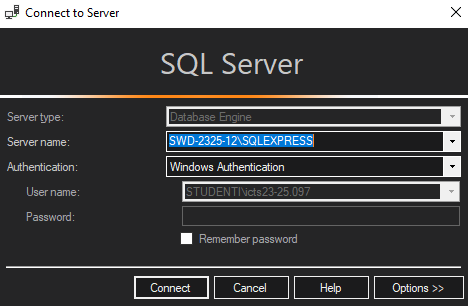 Connect to Server
SQL Server
Server type: Database Engine
Server name: SWD-2325-12\SQLEXPRESS
Authentication: Windows Authentication
User name: STUDENTI\cts23-25.097
Password:
Remember password
Connect Cancel Help Options >>